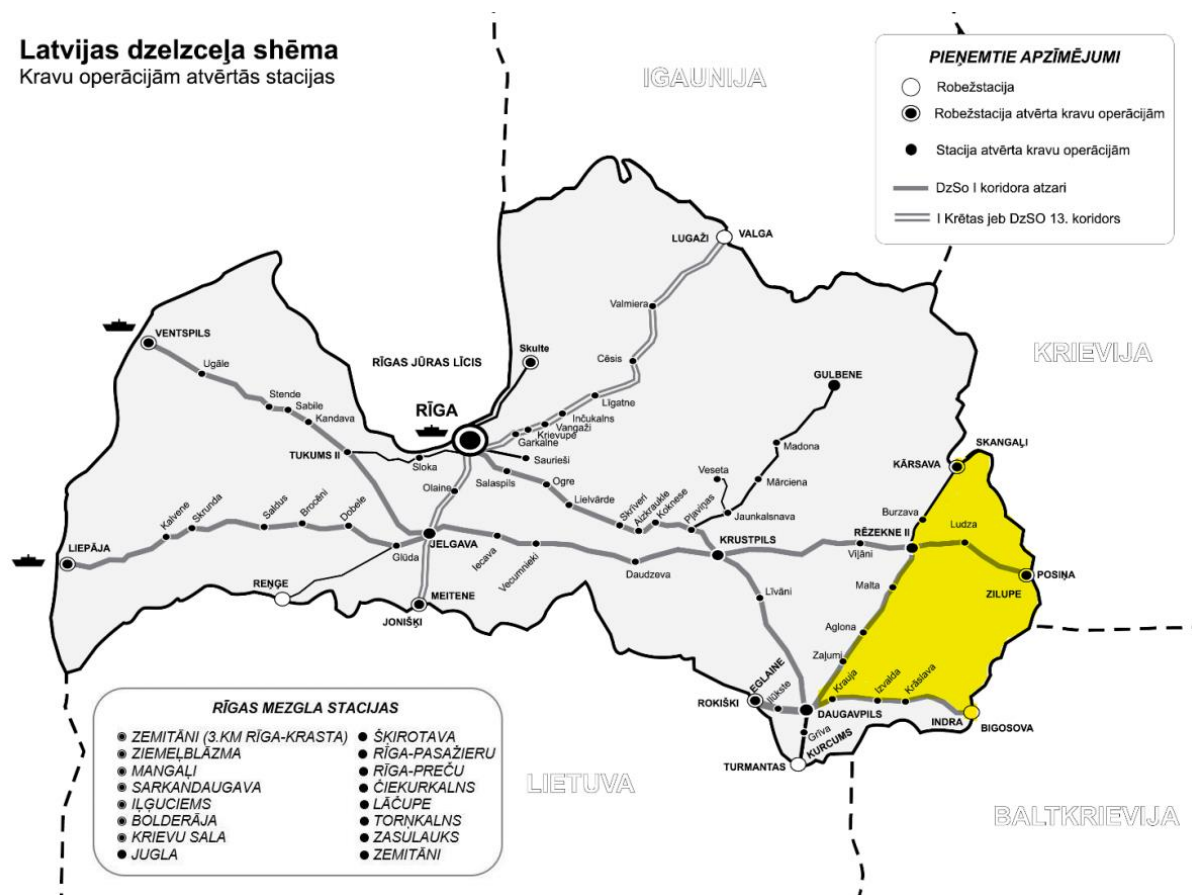 Latvijas dzelzceļa shēma
Kravu operācijām atvērtās stacijas
PIEŅEMTIE APZĪMĒJUMI
Robežstacija
Robežstacija atvērta kravu operācijām
Stacija atvērta kravu operācijām
DzSo I koridora atzari
I Krētas jeb DzSO 13. koridors
IGAUNIJA
KRIEVIJA
LIETUVA
BALTKRIEVIJA
LUGAŽI
VALGA
Valmiera
Cēsis
Līgatne
Inčukalns
Vangaži
Krievupe
Garkalne
VENTSPILS
Ugāle
Stende
Sabile
Kandava
TUKUMS II
RĪGAS JŪRAS LĪCIS
Skulte
RĪGA
Sloka
Olaine
Saurieši
Salaspils
Ogre
Lielvārde
Skrīveri
Aizkraukle
Koknese
Pļaviņas
GULBENE
Madona
Mārciena
Veseta
Jaunkalsnava
SKANGAĻI
KĀRSAVA
Burzava
RĒZEKNE II
Ludza
POSIŅA
ZILUPE
LIEPĀJA
Kalvene
Skrunda
Saldus
Brocēni
Dobele
Glūda
JELGAVA
Iecava
Vecumnieki
Daudzeva
KRUSTPILS
Viļāni
Malta
Līvāni
Aglona
Zaļumi
REŅĢE
MEITENE
JONIŠĶI
ROKIŠKI
EGLAINE
Ilūkste
DAUGAVPILS
Krauja
Izvalda
Krāslava
INDRA
BIGOSOVA
Grīva
KURCUMS
TURMANTAS
RĪGAS MEZGLA STACIJAS
ZEMITĀNI (3.KM RĪGA-KRASTA)
ZIEMEĻBLĀZMA
MANGAĻI
SARKANDAUGAVA
IĻĢUCIEMS
BOLDERĀJA
KRIEVU SALA
JUGLA
ŠĶIROTAVA
RĪGA-PASAŽIERU
RĪGA-PREČU
ČIEKURKALNS
LĀČUPE
TORŅKALNS
ZASULAUKS
ZEMITĀNI